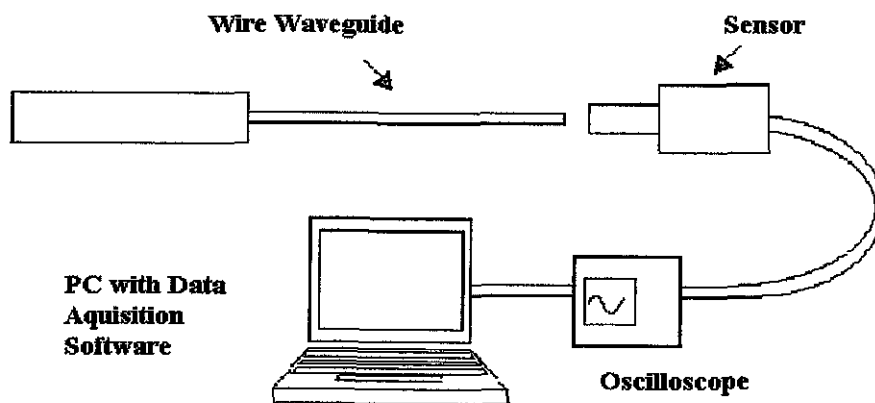 Wire Waveguide
Sensor
PC with Data
Aquisition
Software
Oscilloscope